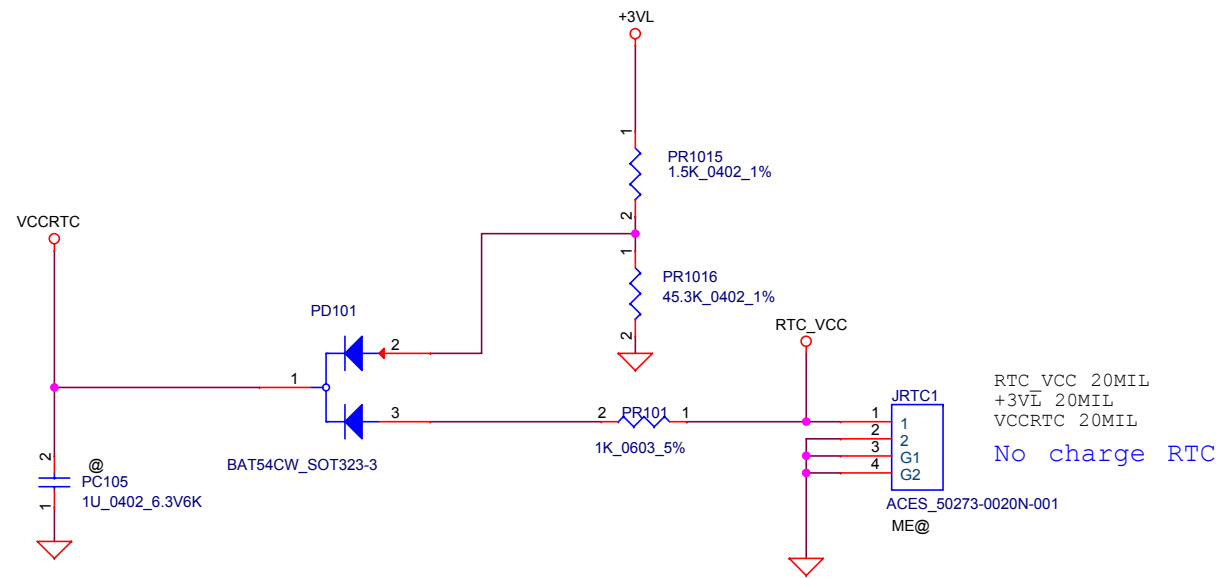 +3VL
1
PR1015
1.5K_0402_1%
2
VCCRTC
1
PR1016
45.3K_0402_1%
2
PD101
2
RTC_VCC
1
3
2
PR101
1
1K_0603_5%
BAT54CW_SOT323-3
JRTC1
1
2
3
4
1
2
G1
G2
ACES_50273-0020N-001
ME@
RTC_VCC 20MIL
+3VL 20MIL
VCCRTC 20MIL
No charge RTC
2
@
PC105
1U_0402_6.3V6K
1